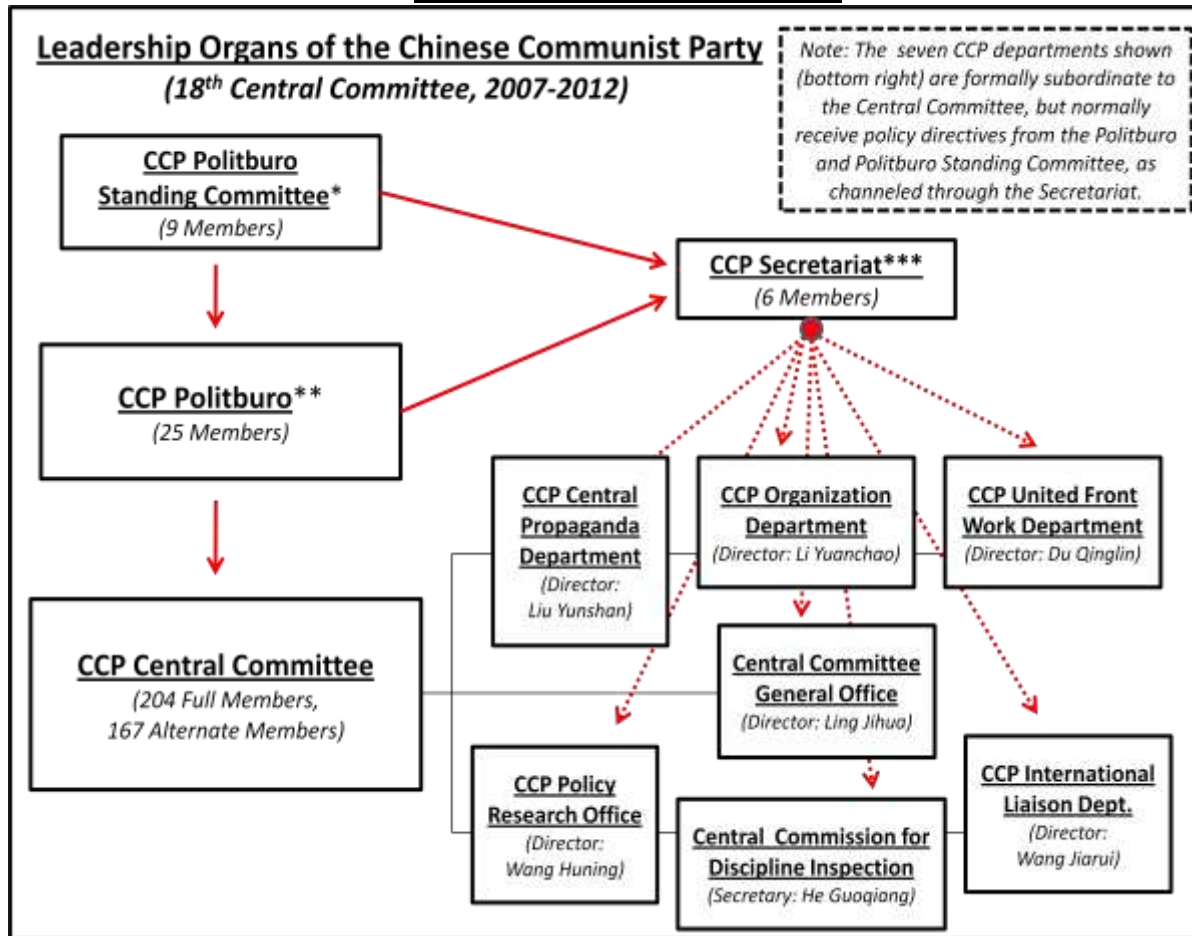 Leadership Organs of the Chinese Communist Party
(18th Central Committee, 2007-2012)
Note: The seven CCP departments shown
(bottom right) are formally subordinate to
the Central Committee, but normally
receive policy directives from the Politburo
and Politburo Standing Committee, as
channeled through the Secretariat.
CCP Politburo
Standing Committee*
(9 Members)
CCP Secretariat***
(6 Members)
CCP Politburo**
(25 Members)
CCP Central
Propaganda
Department
(Director:
Liu Yunshan)
CCP Organization
Department
(Director: Li Yuanchao)
CCP United Front
Work Department
(Director: Du Qinglin)
CCP Central Committee
(204 Full Members,
167 Alternate Members)
Central Committee
General Office
(Director: Ling Jihua)
CCP Policy
Research Office
(Director:
Wang Huning)
Central Commission for
Discipline Inspection
(Secretary: He Guoqiang)
CCP International
Liaison Dept.
(Director:
Wang Jiarui)